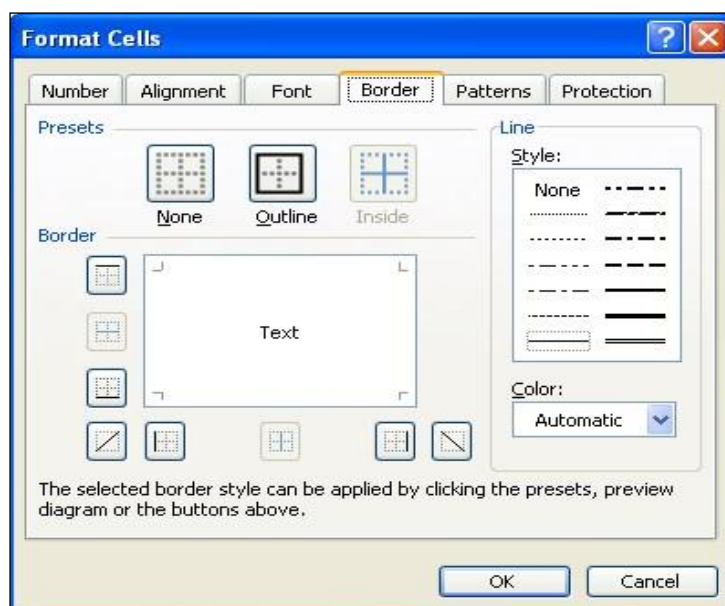 Format Cells
Number Alignment Font Border Patterns Protection
Presets
None Outline Inside
Border
Text
Line
Style:
None
Color:
Automatic
The selected border style can be applied by clicking the presets, preview
diagram or the buttons above.
OK Cancel